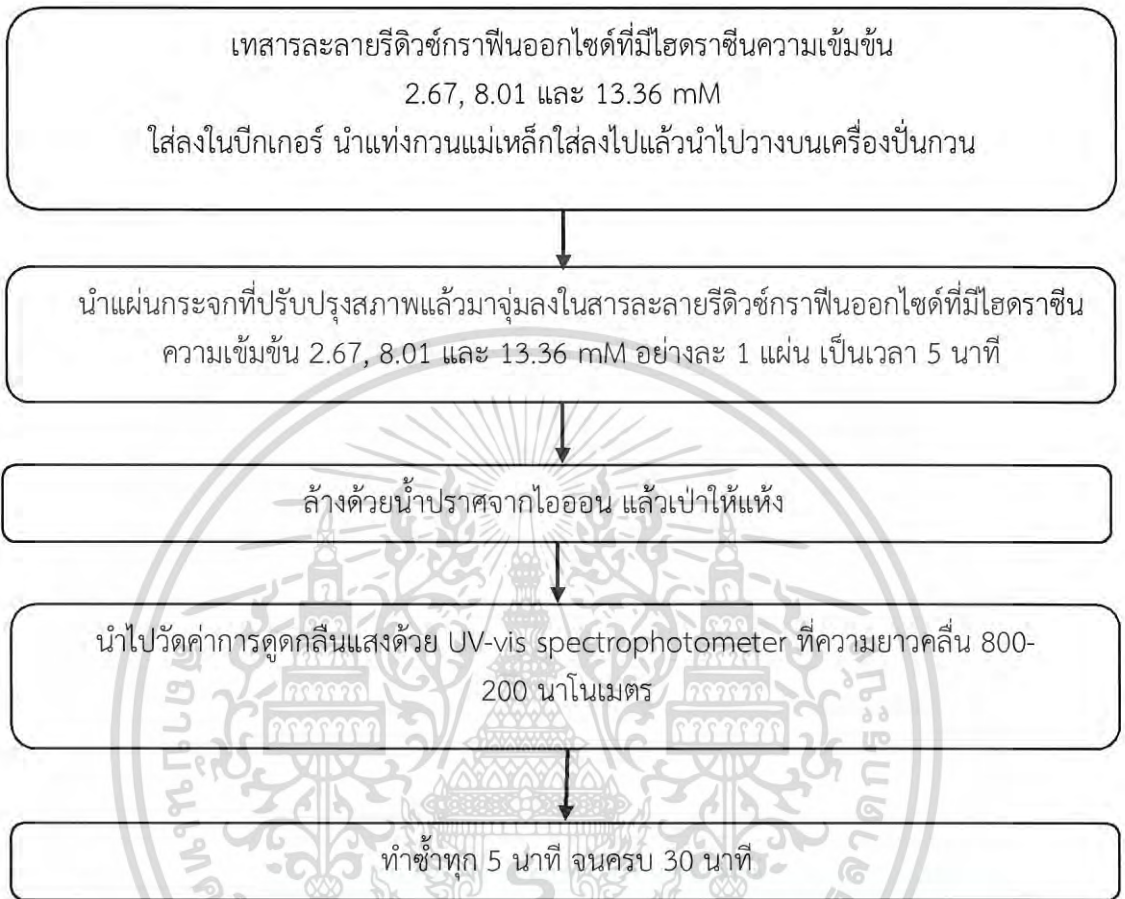 เทสารละลายรีดิวซ์กราฟีนออกไซด์ที่มีไฮดราซีนความเข้มข้น
2.67, 8.01 และ 13.36 mM
ใส่ลงในบีกเกอร์ นำแท่งกวนแม่เหล็กใส่ลงไปแล้วนำไปวางบนเครื่องปั่นกวน
นำแผ่นกระจกที่ปรับปรุงสภาพแล้วมาจุ่มลงในสารละลายรีดิวซ์กราฟีนออกไซด์ที่มีไฮดราซีน
ความเข้มข้น 2.67, 8.01 และ 13.36 mM อย่างละ 1 แผ่น เป็นเวลา 5 นาที
ล้างด้วยน้ำปราศจากไอออน แล้วเป่าให้แห้ง
นำไปวัดค่าการดูดกลืนแสงด้วย UV-vis spectrophotometer ที่ความยาวคลื่น 800-
200 นาโนเมตร
ทำซ้ำทุก 5 นาที จนครบ 30 นาที